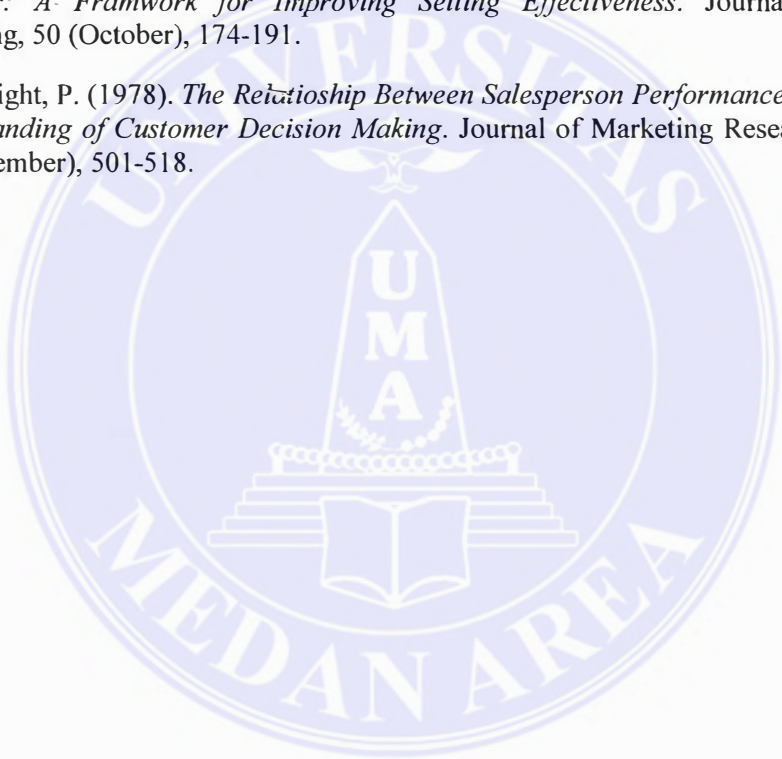 r: A Framwork for Improving Selling Effectiveness. Journa
ng, 50 (October), 174-191.
ight, P. (1978). The Relatioship Between Salesperson Performance
anding of Customer Decision Making. Journal of Marketing Resea
ember), 501-518.
UNIVERSITAS
U
M
A
MEDAN AREA